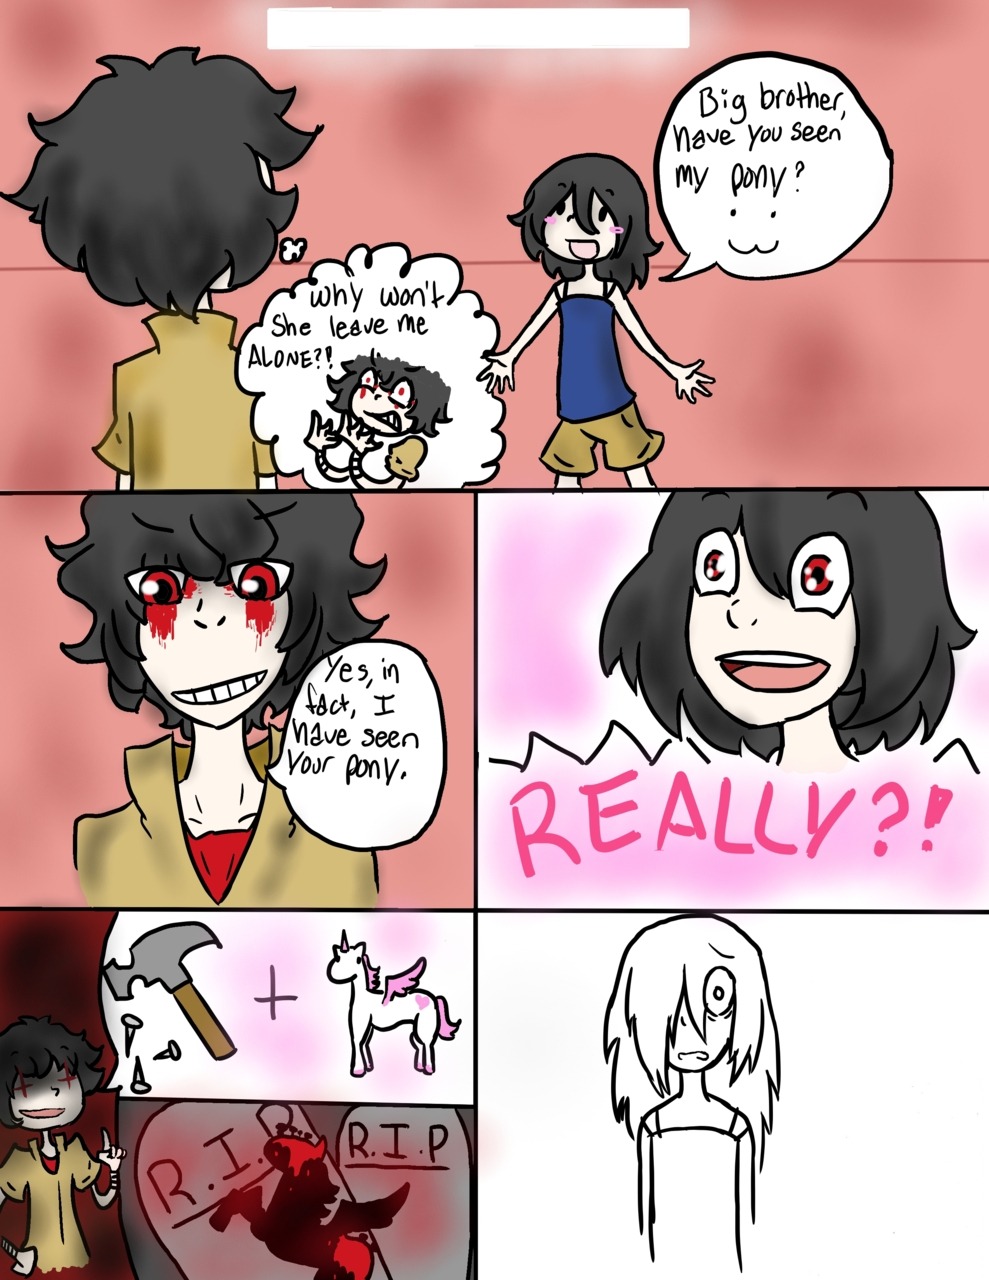 Big brother,
have you seen
my pony?
Why won't
She leave me
ALONE?!
Yes, in
fact, I
have seen
your pony.
REALLY?!
R.I.P
R.I.P